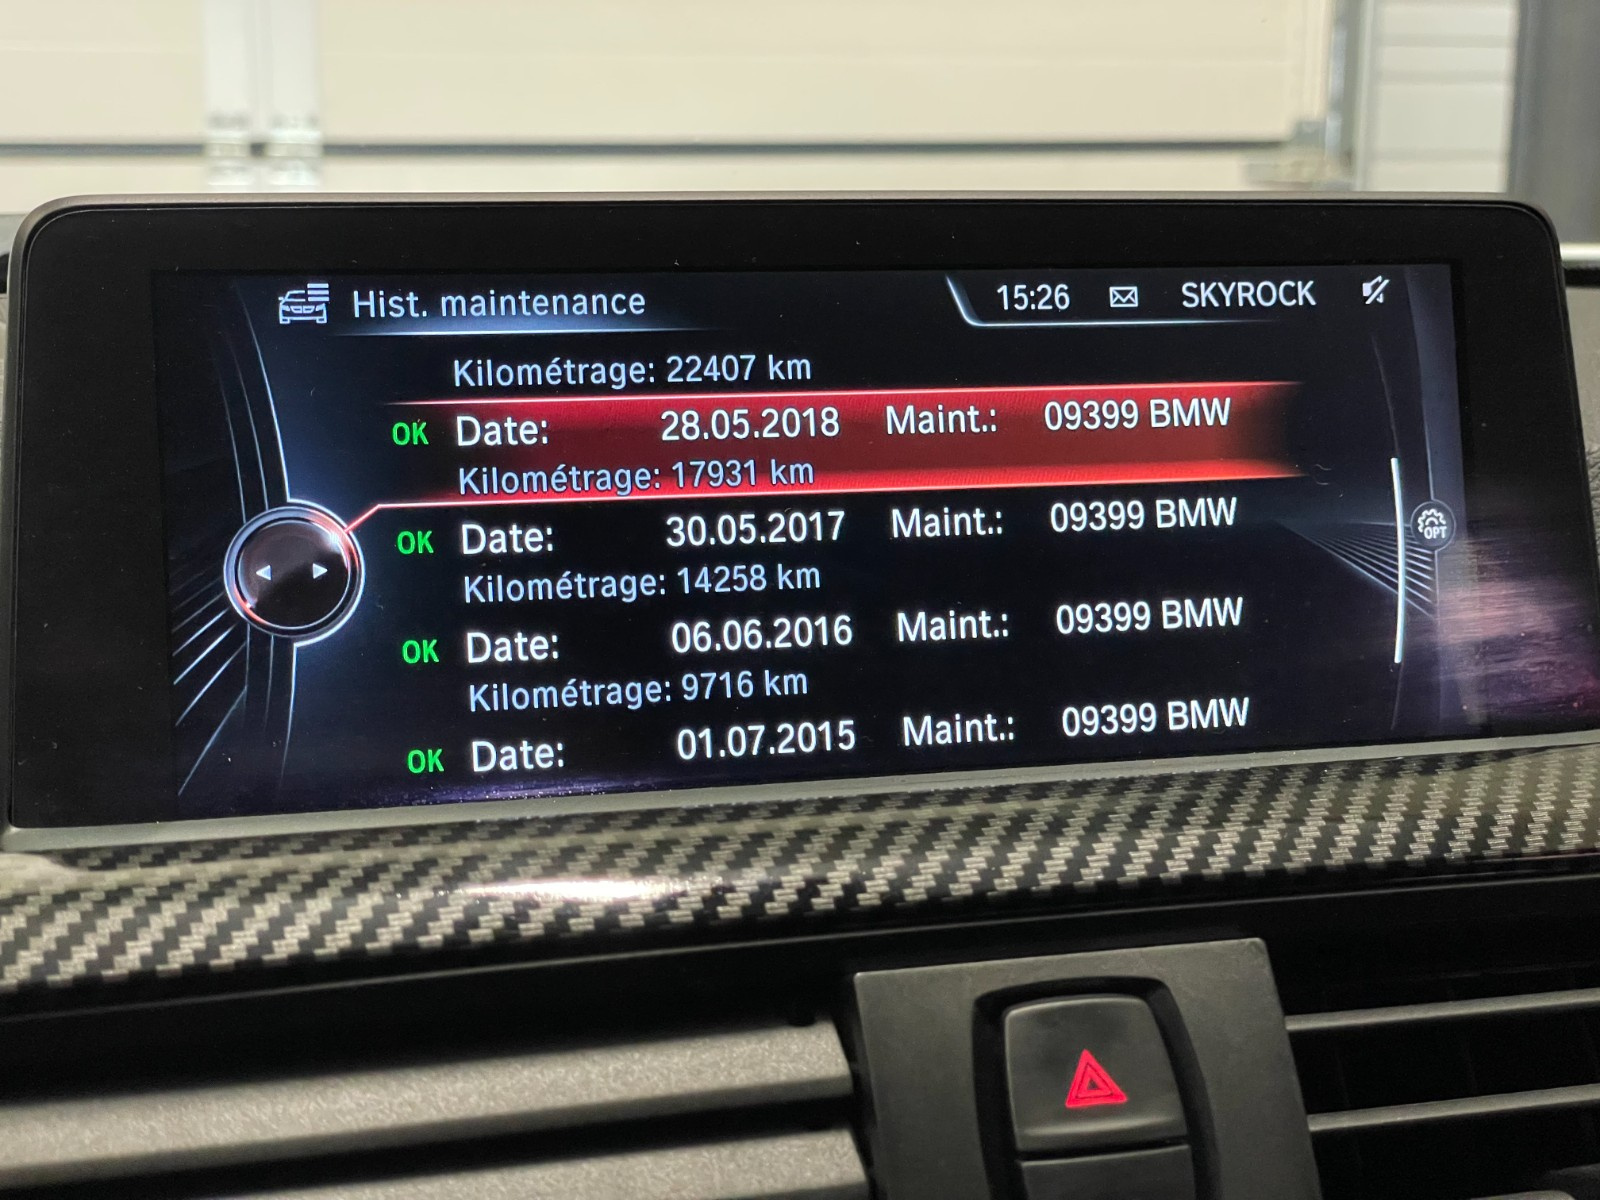 Hist. maintenance 15:26 SKYROCK
Kilométrage: 22407 km
OK Date: 28.05.2018 Maint.: 09399 BMW
Kilométrage: 17931 km
OK Date: 30.05.2017 Maint.: 09399 BMW
Kilométrage: 14258 km
OK Date: 06.06.2016 Maint.: 09399 BMW
Kilométrage: 9716 km
OK Date: 01.07.2015 Maint.: 09399 BMW
OPT